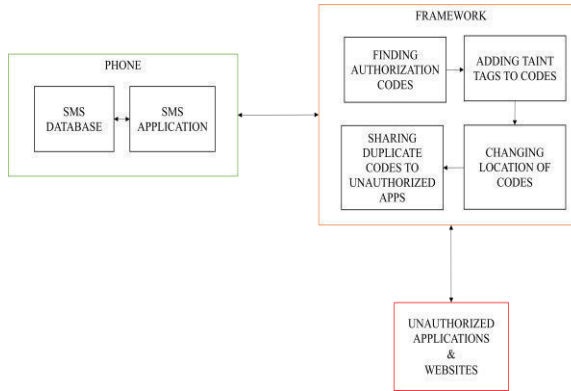 FRAMEWORK
PHONE
SMS
DATABASE
SMS
APPLICATION
FINDING
AUTHORIZATION
CODES
ADDING TAINT
TAGS TO CODES
SHARING
DUPLICATE
CODES TO
UNAUTHORIZED
APPS
CHANGING
LOCATION OF
CODES
UNAUTHORIZED
APPLICATIONS
&
WEBSITES